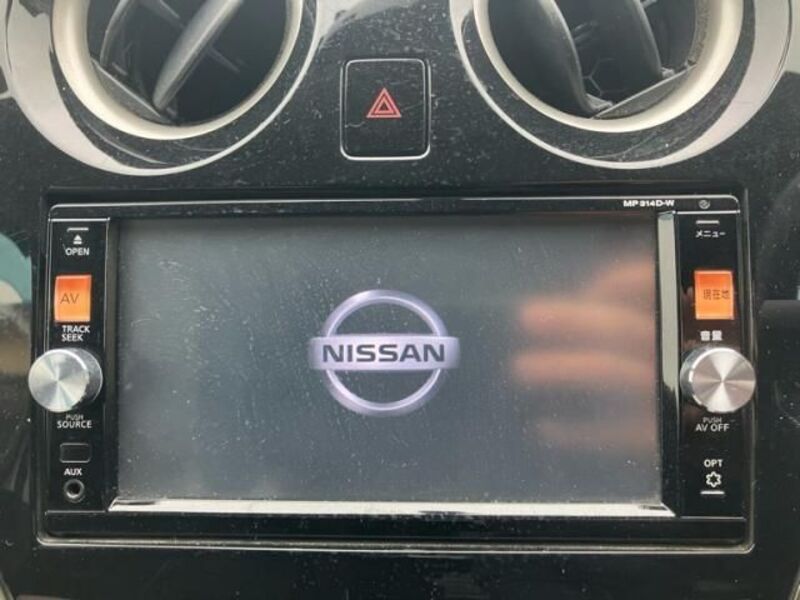 MP314D-W
OPEN
AV
TRACK
SEEK
PUSH
SOURCE
AUX
NISSAN
メニュー
現在地
音量
PUSH
AV OFF
OPT